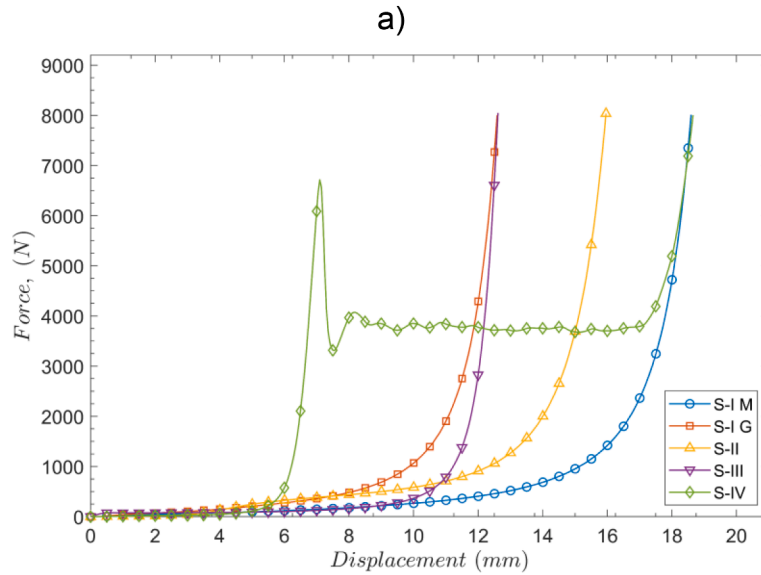 a)
9000
8000
7000
6000
5000
4000
3000
2000
1000
0
Force, (N)
0 2 4 6 8 10 12 14 16 18 20
Displacement (mm)
S-I M
S-I G
S-II
S-III
S-IV